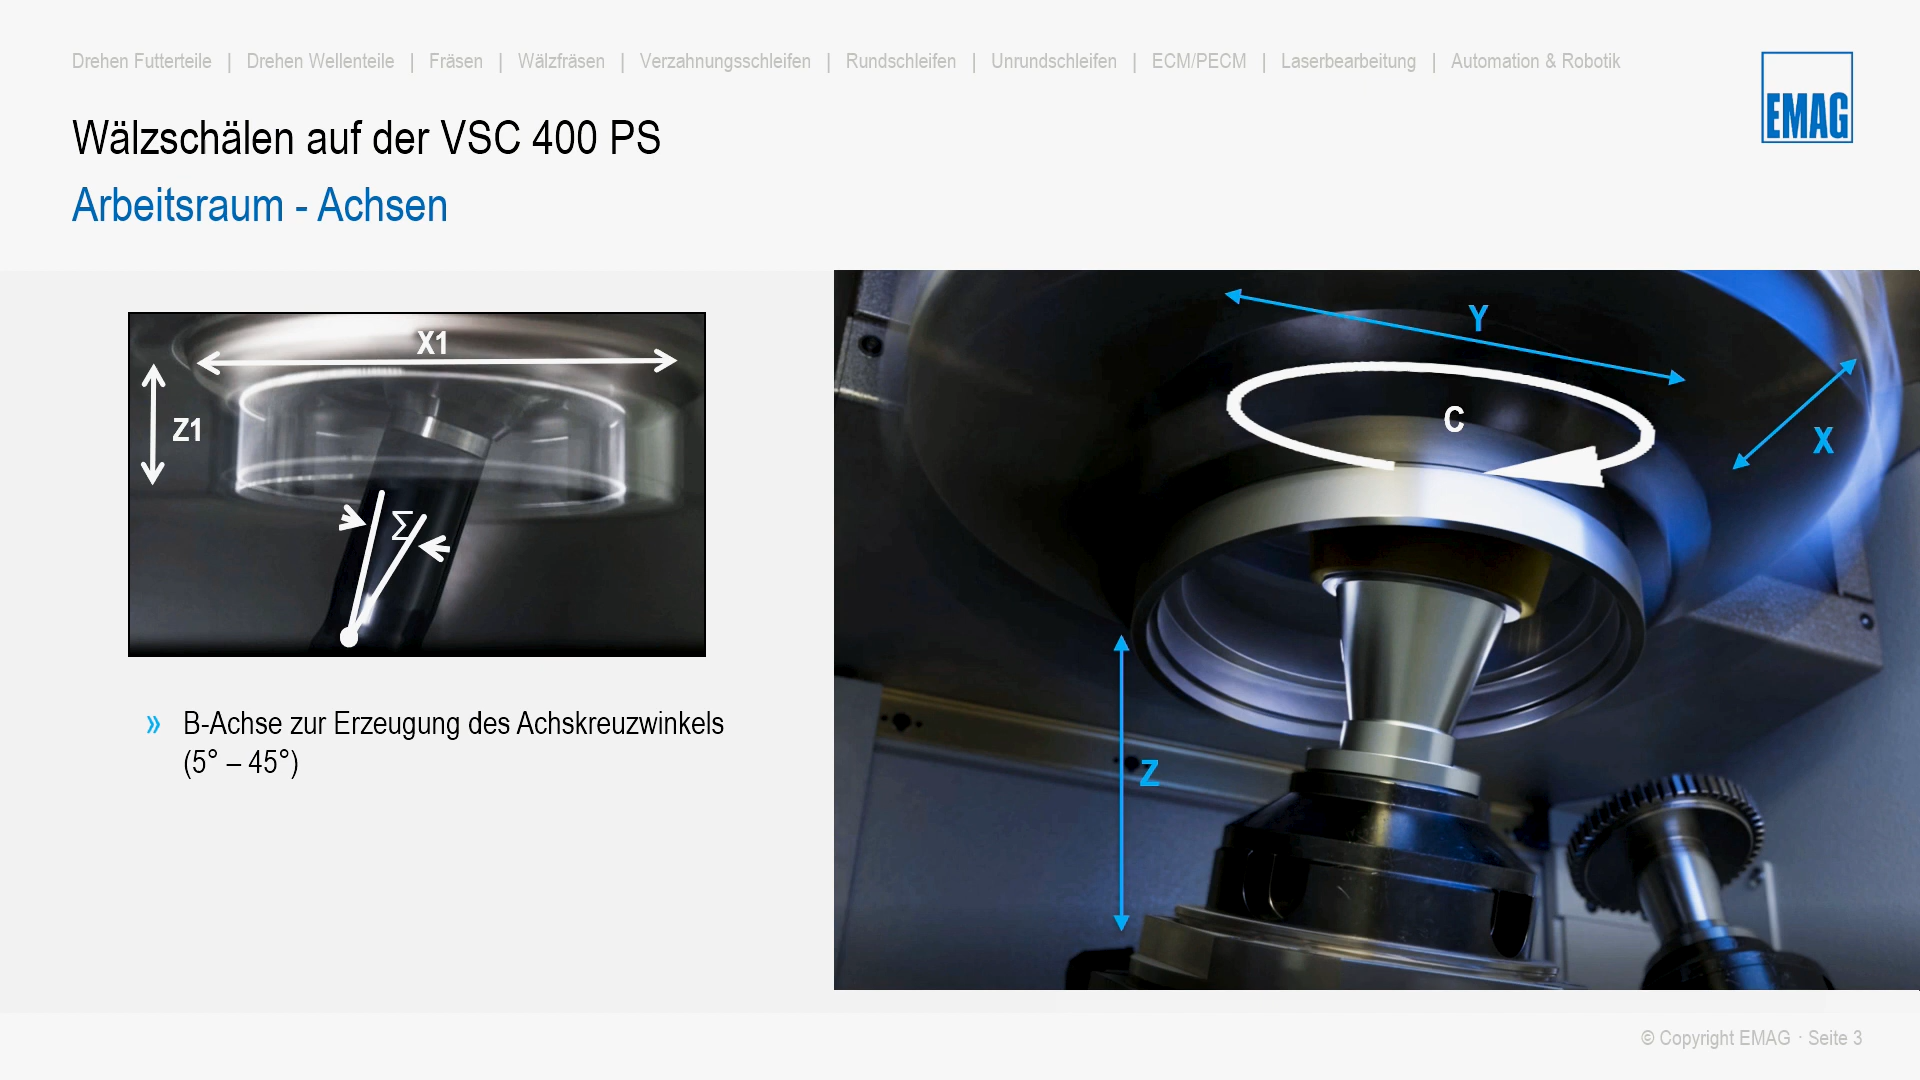 Drehen Futterteile | Drehen Wellenteile | Fräsen | Wälzfräsen | Verzahnungsschleifen | Rundschleifen | Unrundschleifen | ECM/PECM | Laserbearbeitung | Automation & Robotik
EMAG
Wälzschälen auf der VSC 400 PS
Arbeitsraum - Achsen
X1
Z1
Σ
» B-Achse zur Erzeugung des Achskreuzwinkels
(5° – 45°)
Y
C
X
Z
© Copyright EMAG · Seite 3